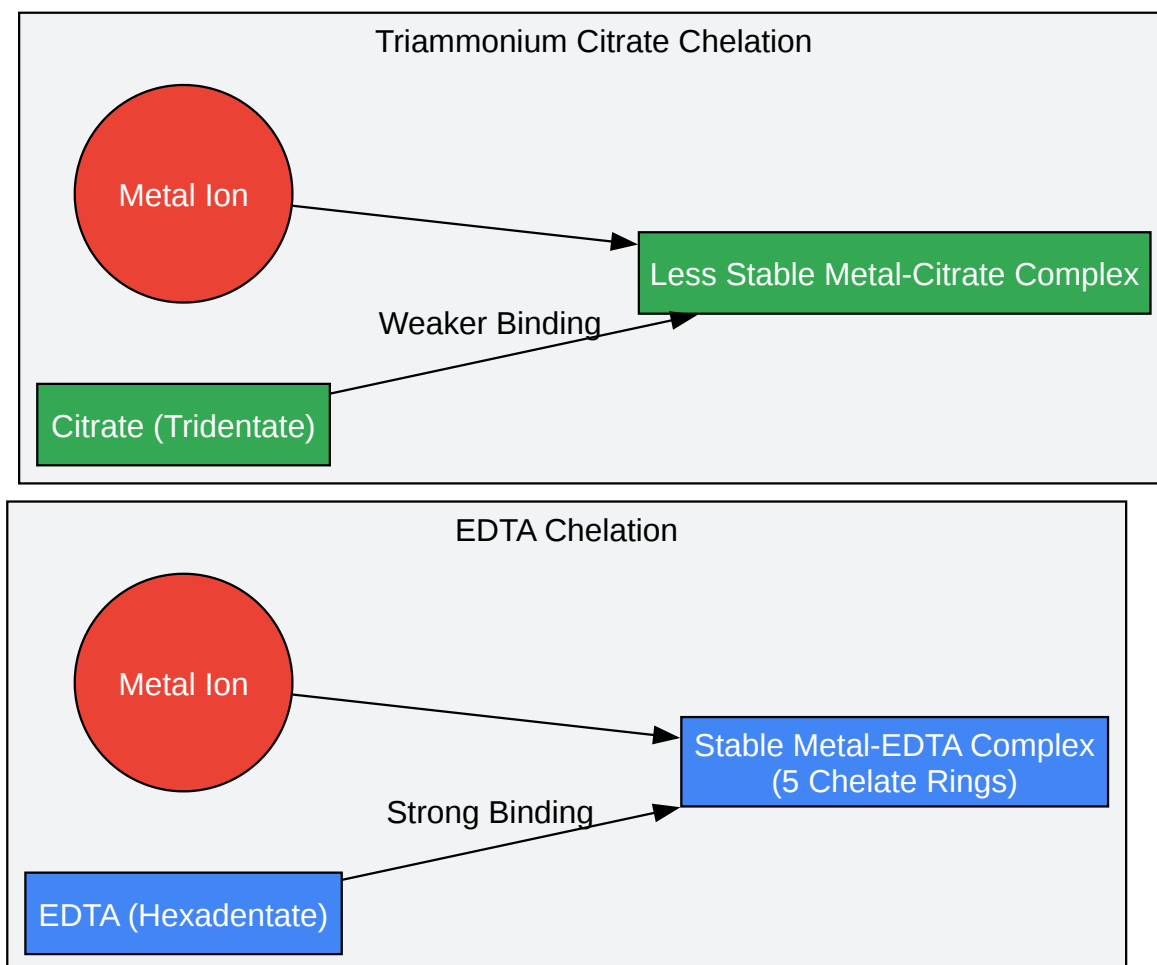 Triammonium Citrate Chelation
Metal Ion
Less Stable Metal-Citrate Complex
Weaker Binding
Citrate (Tridentate)
EDTA Chelation
Metal Ion
Stable Metal-EDTA Complex
(5 Chelate Rings)
Strong Binding
EDTA (Hexadentate)